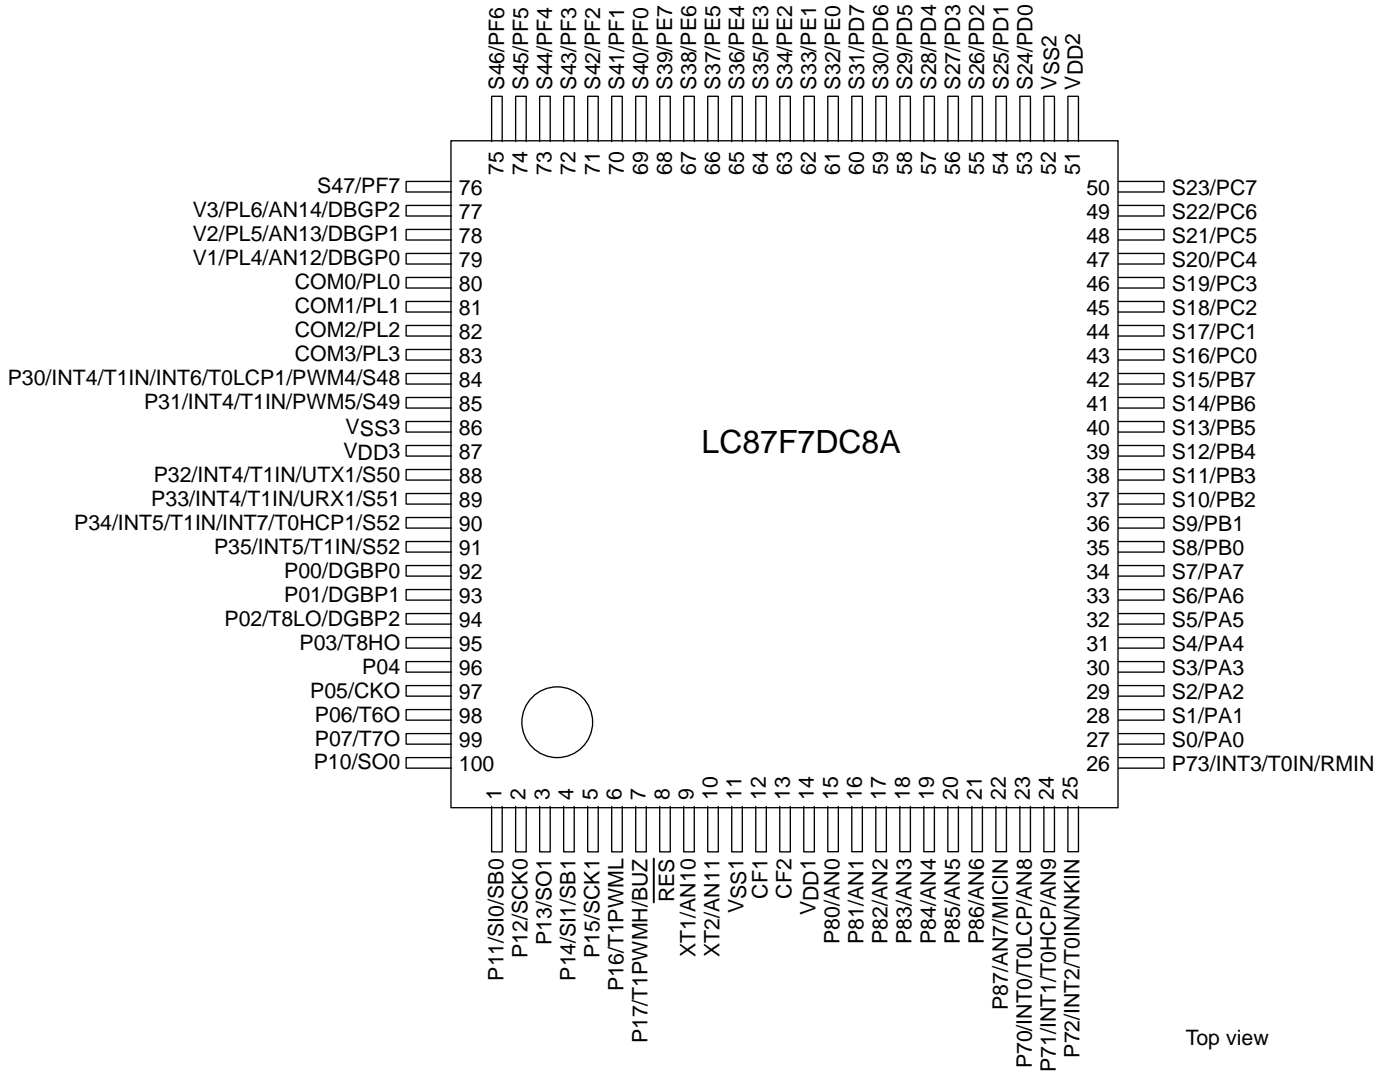 S46/PF6
S45/PF5
S44/PF4
S43/PF3
S42/PF2
S41/PF1
S40/PF0
S39/PE7
S38/PE6
S37/PE5
S36/PE4
S35/PE3
S34/PE2
S33/PE1
S32/PE0
S31/PD7
S30/PD6
S29/PD5
S28/PD4
S27/PD3
S26/PD2
S25/PD1
S24/PD0
VSS2
VDD2
75 74 73 72 71 70 69 68 67 66 65 64 63 62 61 60 59 58 57 56 55 54 53 52 51
S47/PF7 76
V3/PL6/AN14/DBGP2 77
V2/PL5/AN13/DBGP1 78
V1/PL4/AN12/DBGP0 79
COM0/PL0 80
COM1/PL1 81
COM2/PL2 82
COM3/PL3 83
P30/INT4/T1IN/INT6/T0LCP1/PWM4/S48 84
P31/INT4/T1IN/PWM5/S49 85
VSS3 86
VDD3 87
P32/INT4/T1IN/UTX1/S50 88
P33/INT4/T1IN/URX1/S51 89
P34/INT5/T1IN/INT7/T0HCP1/S52 90
P35/INT5/T1IN/S52 91
P00/DGBP0 92
P01/DGBP1 93
P02/T8LO/DGBP2 94
P03/T8HO 95
P04 96
P05/CKO 97
P06/T6O 98
P07/T7O 99
P10/SO0 100
LC87F7DC8A
50 S23/PC7
49 S22/PC6
48 S21/PC5
47 S20/PC4
46 S19/PC3
45 S18/PC2
44 S17/PC1
43 S16/PC0
42 S15/PB7
41 S14/PB6
40 S13/PB5
39 S12/PB4
38 S11/PB3
37 S10/PB2
36 S9/PB1
35 S8/PB0
34 S7/PA7
33 S6/PA6
32 S5/PA5
31 S4/PA4
30 S3/PA3
29 S2/PA2
28 S1/PA1
27 S0/PA0
26 P73/INT3/T0IN/RMIN
1 2 3 4 5 6 7 8 9 10 11 12 13 14 15 16 17 18 19 20 21 22 23 24 25
P11/SI0/SB0
P12/SCK0
P13/SO1
P14/SI1/SB1
P15/SCK1
P16/T1PWML
P17/T1PWMH/BUZ
RES
XT1/AN10
XT2/AN11
VSS1
CF1
CF2
VDD1
P80/AN0
P81/AN1
P82/AN2
P83/AN3
P84/AN4
P85/AN5
P86/AN6
P87/AN7/MICIN
P70/INT0/T0LCP/AN8
P71/INT1/T0HCP/AN9
P72/INT2/T0IN/NKIN
Top view